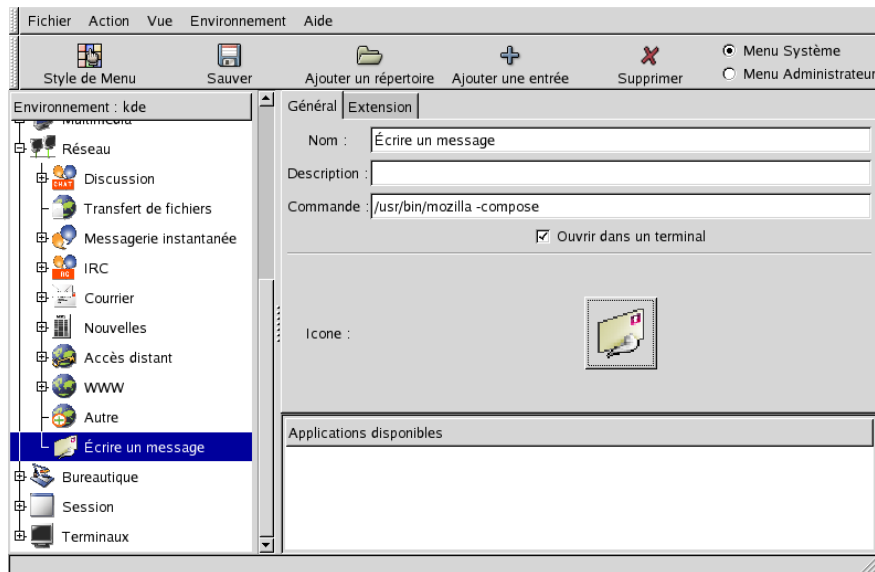 Fichier Action Vue Environnement Aide
Style de Menu Sauver Ajouter un répertoire Ajouter une entrée Supprimer
Menu Système
Menu Administrateur
Environnement : kde
Multimédia
Réseau
CHAT
Discussion
Transfert de fichiers
Messagerie instantanée
IRC
Courrier
Nouvelles
Accès distant
WWW
Autre
Écrire un message
Bureautique
Session
Terminaux
Général Extension
Nom : Écrire un message
Description :
Commande : /usr/bin/mozilla -compose
Ouvrir dans un terminal
Icone :
Applications disponibles